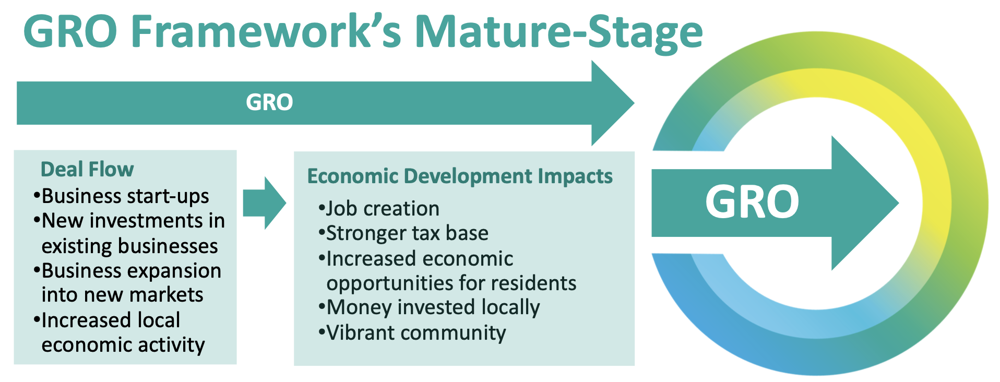 GRO Framework’s Mature-Stage
GRO
Deal Flow
•Business start-ups
•New investments in
existing businesses
•Business expansion
into new markets
•Increased local
economic activity
Economic Development Impacts
•Job creation
•Stronger tax base
•Increased economic
opportunities for residents
•Money invested locally
•Vibrant community
GRO